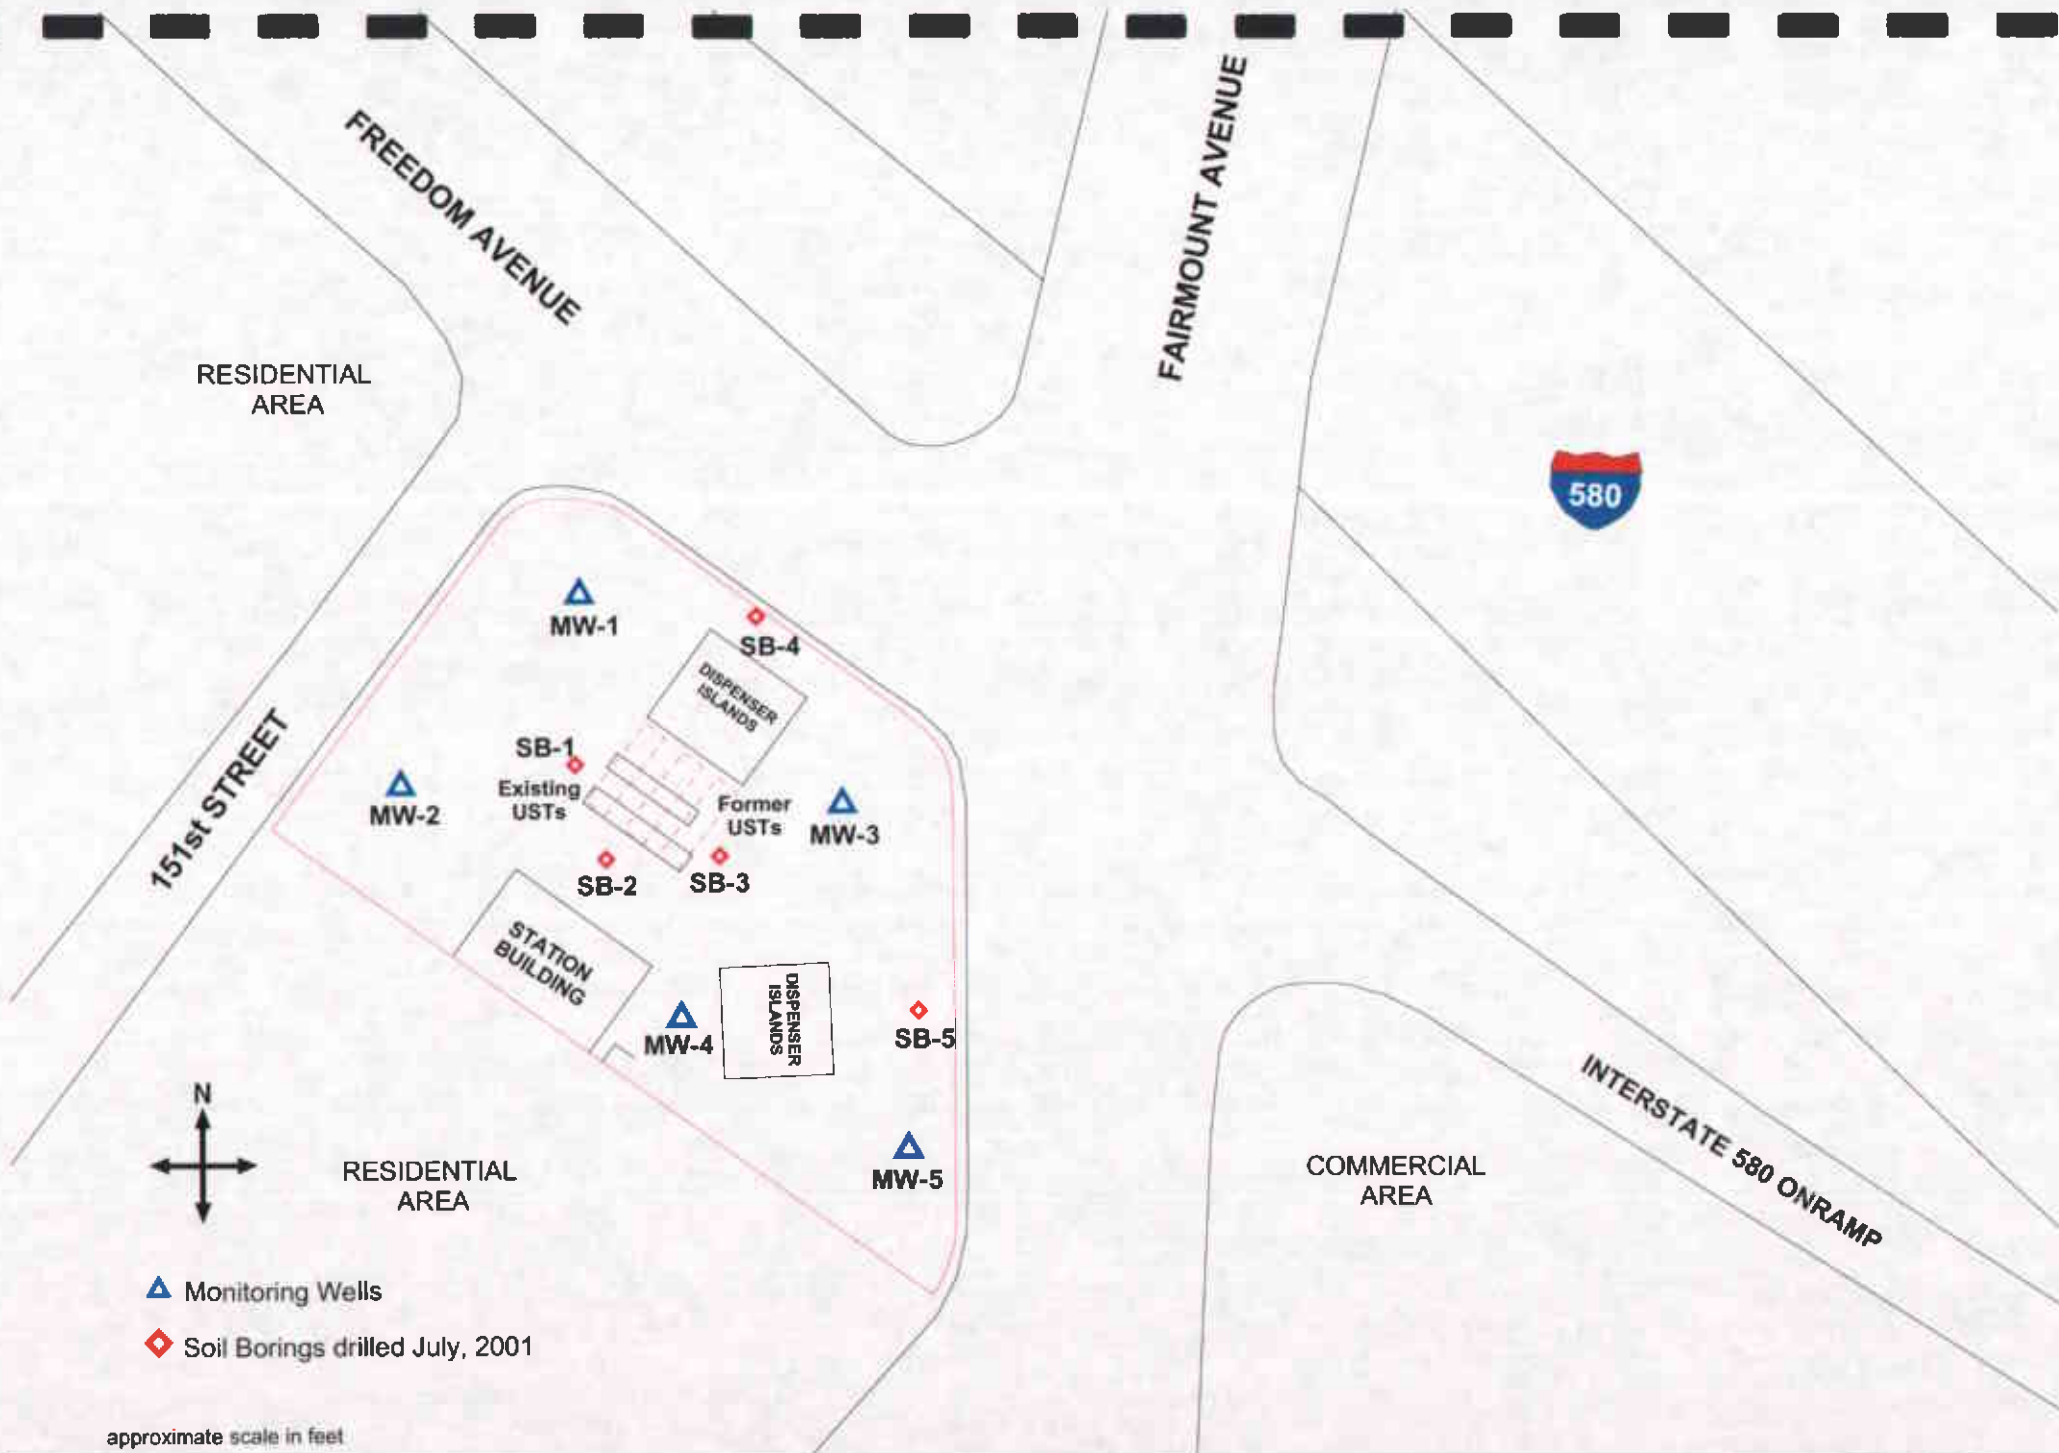 FREEDOM AVENUE
FAIRMOUNT AVENUE
RESIDENTIAL
AREA
580
MW-1
SB-4
DISPENSER
ISLANDS
SB-1
Existing
USTs
Former
USTs
MW-2
MW-3
151st STREET
SB-2
SB-3
STATION
BUILDING
DISPENSER
ISLANDS
MW-4
SB-5
INTERSTATE 580 ONRAMP
N
RESIDENTIAL
AREA
MW-5
COMMERCIAL
AREA
Monitoring Wells
Soil Borings drilled July, 2001
approximate scale in feet